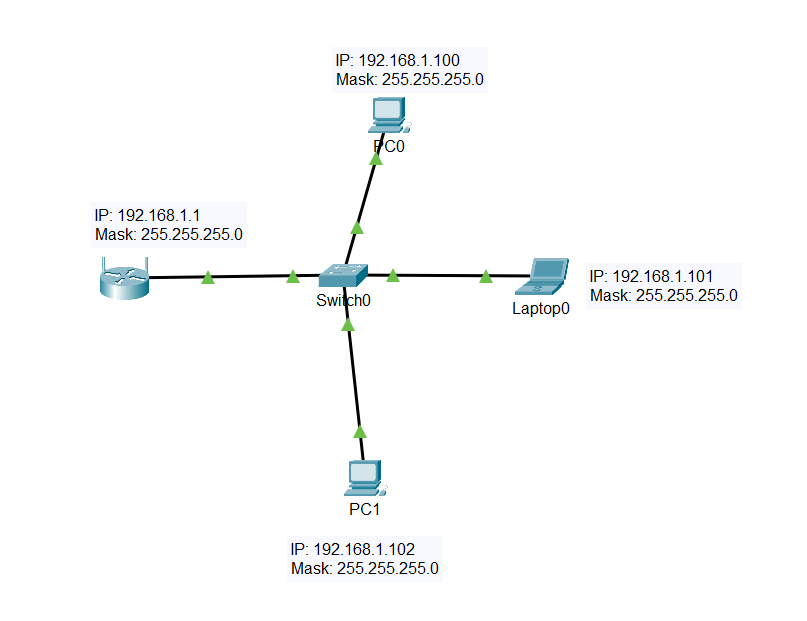 IP: 192.168.1.100
Mask: 255.255.255.0
PC0
IP: 192.168.1.1
Mask: 255.255.255.0
Switch0
IP: 192.168.1.101
Mask: 255.255.255.0
Laptop0
PC1
IP: 192.168.1.102
Mask: 255.255.255.0